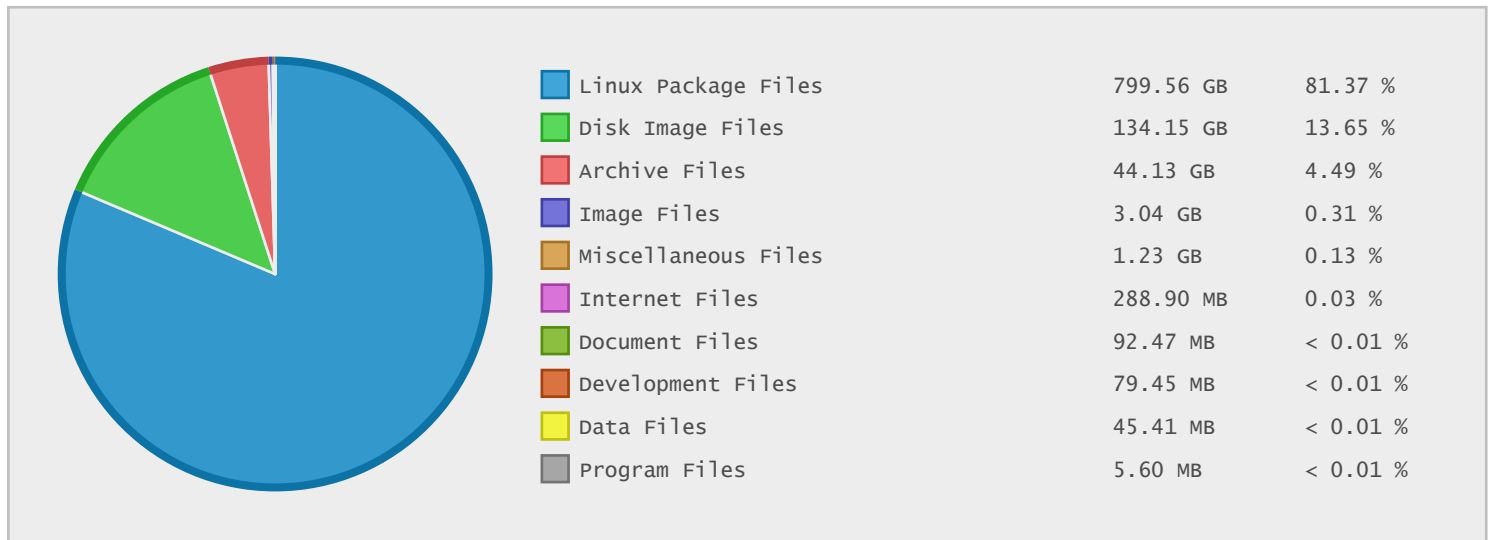 Linux Package Files 799.56 GB 81.37 %
Disk Image Files 134.15 GB 13.65 %
Archive Files 44.13 GB 4.49 %
Image Files 3.04 GB 0.31 %
Miscellaneous Files 1.23 GB 0.13 %
Internet Files 288.90 MB 0.03 %
Document Files 92.47 MB < 0.01 %
Development Files 79.45 MB < 0.01 %
Data Files 45.41 MB < 0.01 %
Program Files 5.60 MB < 0.01 %